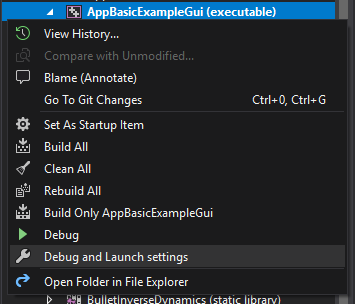 AppBasicExampleGui (executable)
View History...
Compare with Unmodified...
Blame (Annotate)
Go To Git Changes Ctrl+0, Ctrl+G
Set As Startup Item
Build All
Clean All
Rebuild All
Build Only AppBasicExampleGui
Debug
Debug and Launch settings
Open Folder in File Explorer
BulletInverseDynamics (static library)